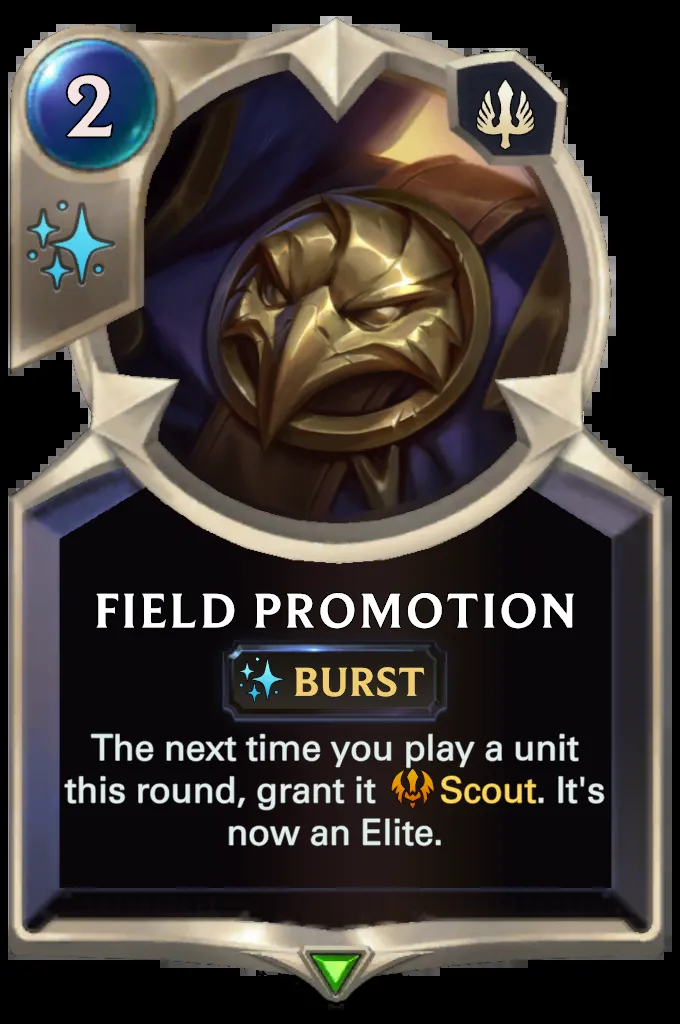 2
FIELD PROMOTION
BURST
The next time you play a unit
this round, grant it Scout. It's
now an Elite.